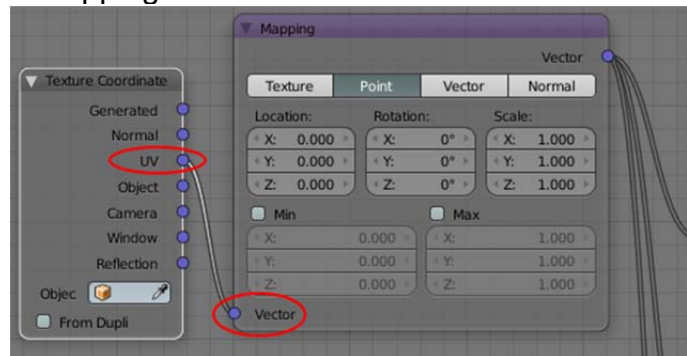 Mapping
Vector
Texture Coordinate
Texture Point Vector Normal
Generated
Location: Rotation: Scale:
Normal
X: 0.000 X: 0° X: 1.000
UV
Y: 0.000 Y: 0° Y: 1.000
Object
Z: 0.000 Z: 0° Z: 1.000
Camera
Min Max
Window
X: 0.000 X: 1.000
Reflection
Y: 0.000 Y: 1.000
Objec
Z: 0.000 Z: 1.000
From Dupli
Vector